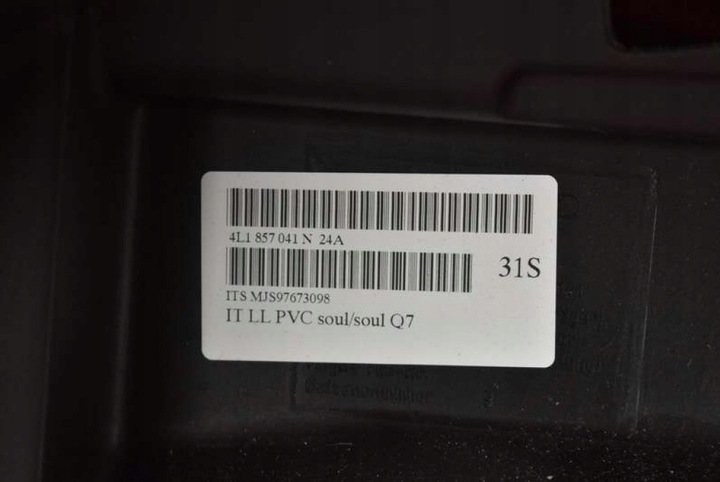 4L1 857 041 N 24A
31S
ITS MJS97673098
IT LL PVC soul/soul Q7